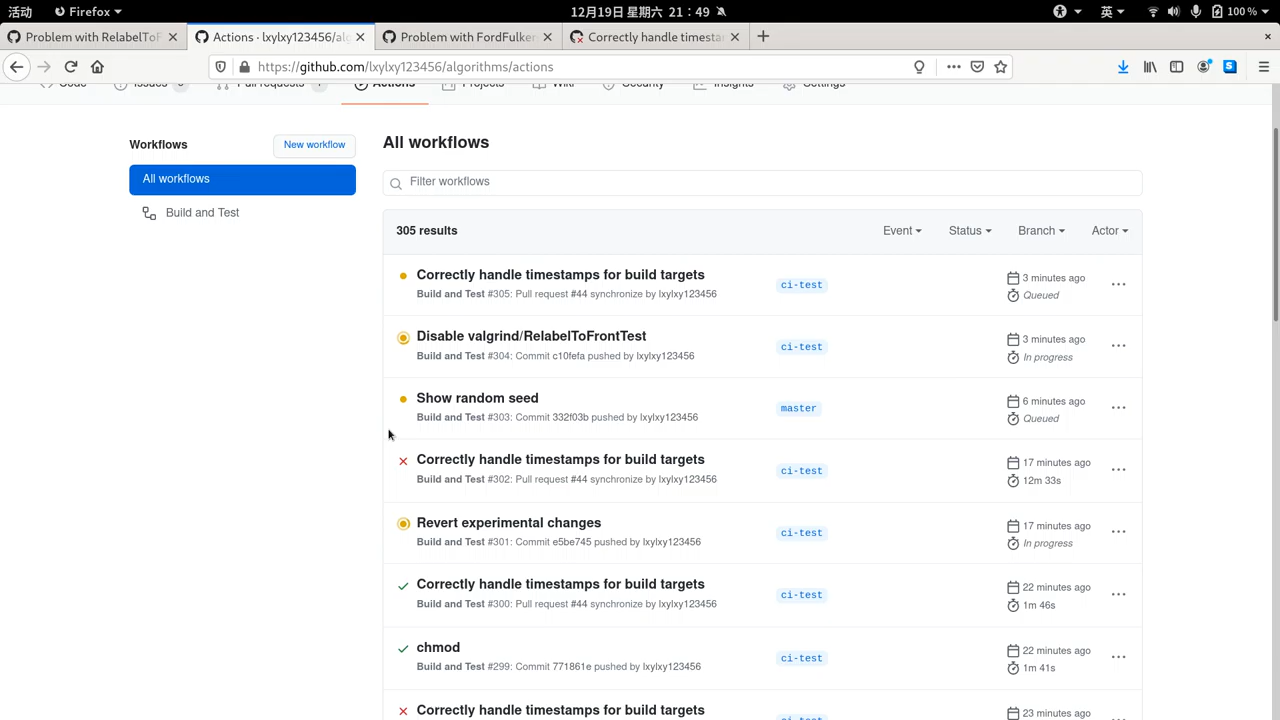 活动 Firefox 12月19日 星期六 21：49 英 100 %
Problem with RelabelToF Actions · lxylxy123456/alg Problem with FordFulker Correctly handle timesta
https://github.com/lxylxy123456/algorithms/actions
Code Issues Pull requests Actions Projects Wiki Security Insights Settings
Workflows New workflow
All workflows
Build and Test
All workflows
Filter workflows
305 results Event Status Branch Actor
Correctly handle timestamps for build targets
Build and Test #305: Pull request #44 synchronize by lxylxy123456
ci-test
3 minutes ago
Queued
Disable valgrind/RelabelToFrontTest
Build and Test #304: Commit c10fefa pushed by lxylxy123456
ci-test
3 minutes ago
In progress
Show random seed
Build and Test #303: Commit 332f03b pushed by lxylxy123456
master
6 minutes ago
Queued
Correctly handle timestamps for build targets
Build and Test #302: Pull request #44 synchronize by lxylxy123456
ci-test
17 minutes ago
12m 33s
Revert experimental changes
Build and Test #301: Commit e5be745 pushed by lxylxy123456
ci-test
17 minutes ago
In progress
Correctly handle timestamps for build targets
Build and Test #300: Pull request #44 synchronize by lxylxy123456
ci-test
22 minutes ago
1m 46s
chmod
Build and Test #299: Commit 771861e pushed by lxylxy123456
ci-test
22 minutes ago
1m 41s
Correctly handle timestamps for build targets
ci-test
23 minutes ago